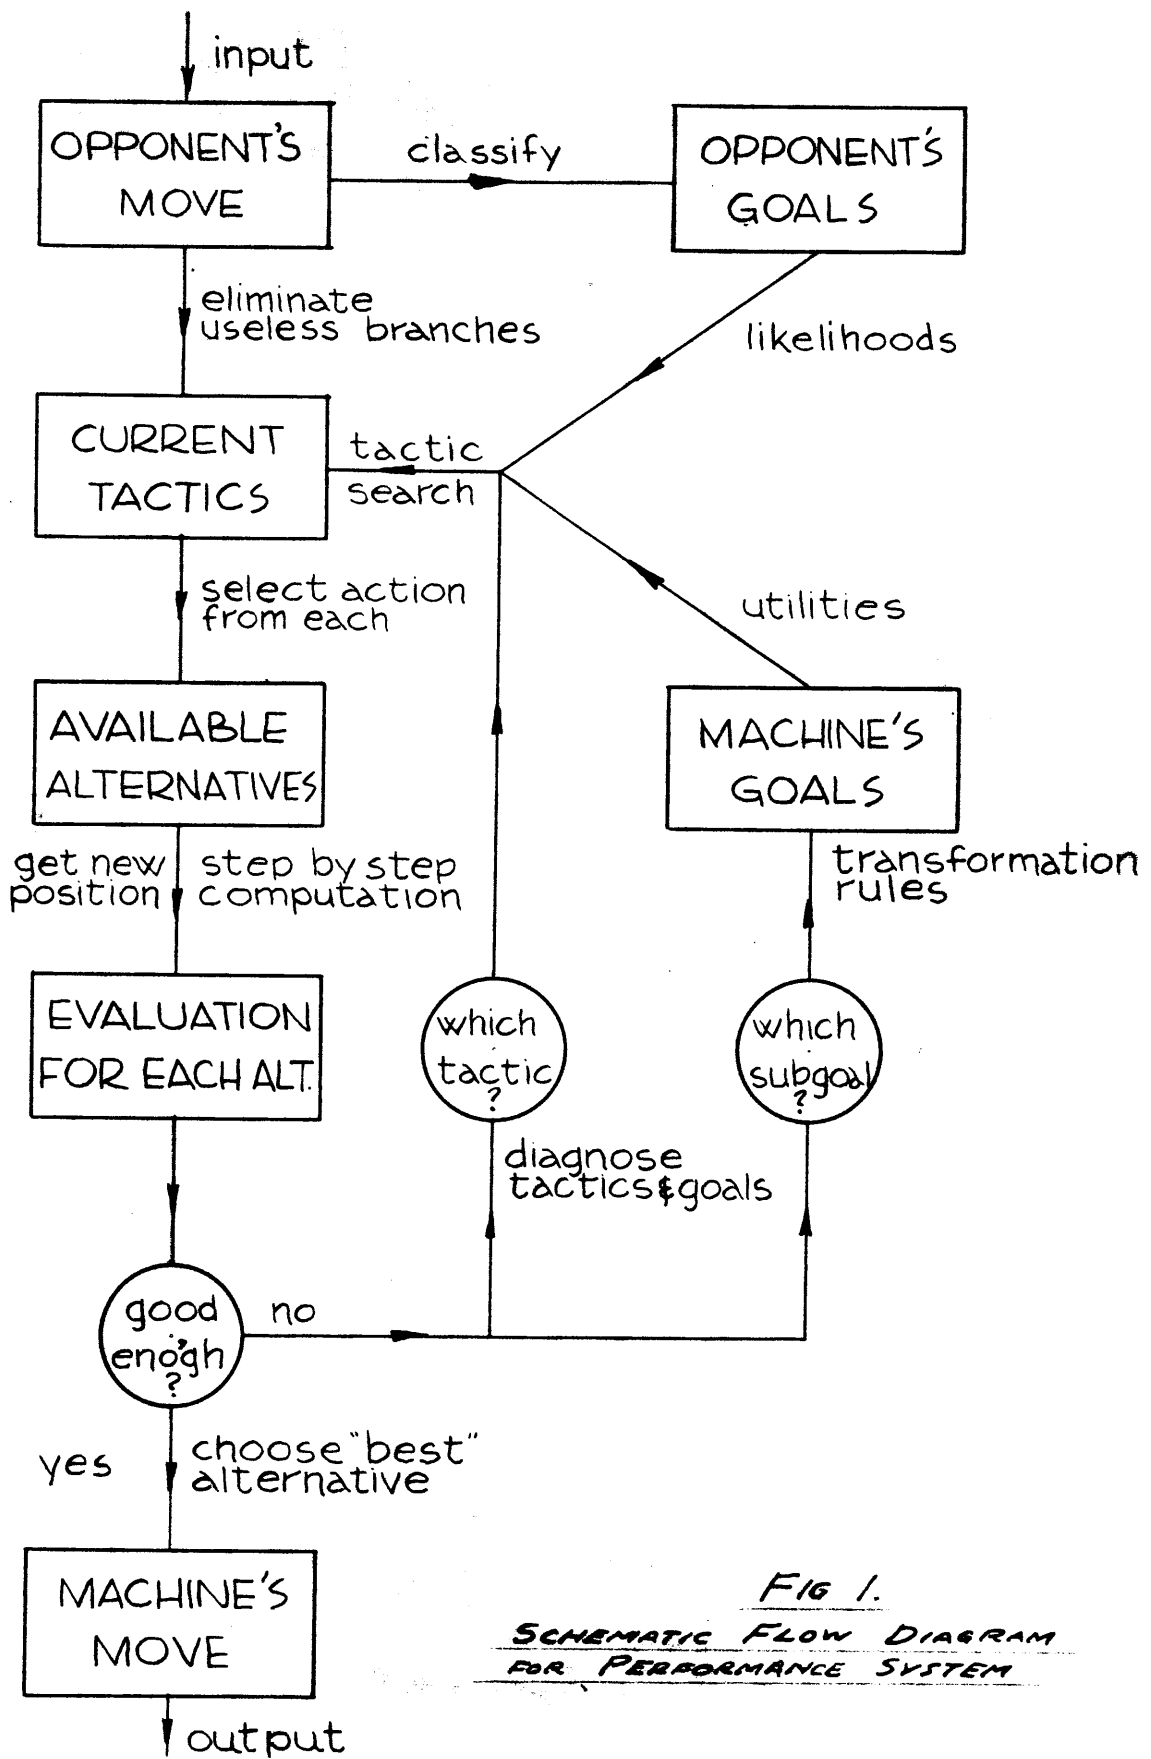 input
OPPONENT'S
MOVE
classify
OPPONENT'S
GOALS
eliminate
useless branches
likelihoods
CURRENT
TACTICS
tactic
search
select action
from each
utilities
AVAILABLE
ALTERNATIVES
MACHINE'S
GOALS
get new
position
step by step
computation
transformation
rules
EVALUATION
FOR EACH ALT.
which
tactic
?
which
subgoal
?
diagnose
tactics & goals
good
eno'gh
?
no
yes
choose "best"
alternative
MACHINE'S
MOVE
output
FIG 1.
SCHEMATIC FLOW DIAGRAM
FOR PERFORMANCE SYSTEM